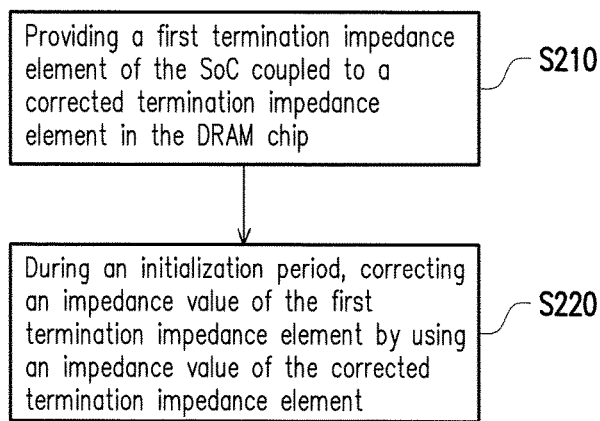 Providing a first termination impedance
element of the SoC coupled to a
corrected termination impedance
element in the DRAM chip
S210
During an initialization period, correcting
an impedance value of the first
termination impedance element by using
an impedance value of the corrected
termination impedance element
S220